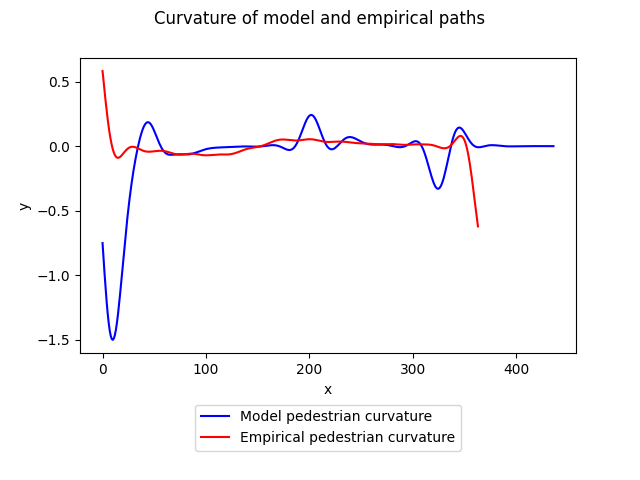 Curvature of model and empirical paths
0.5
0.0
−0.5
−1.0
−1.5
y
0 100 200 300 400
x
Model pedestrian curvature
Empirical pedestrian curvature